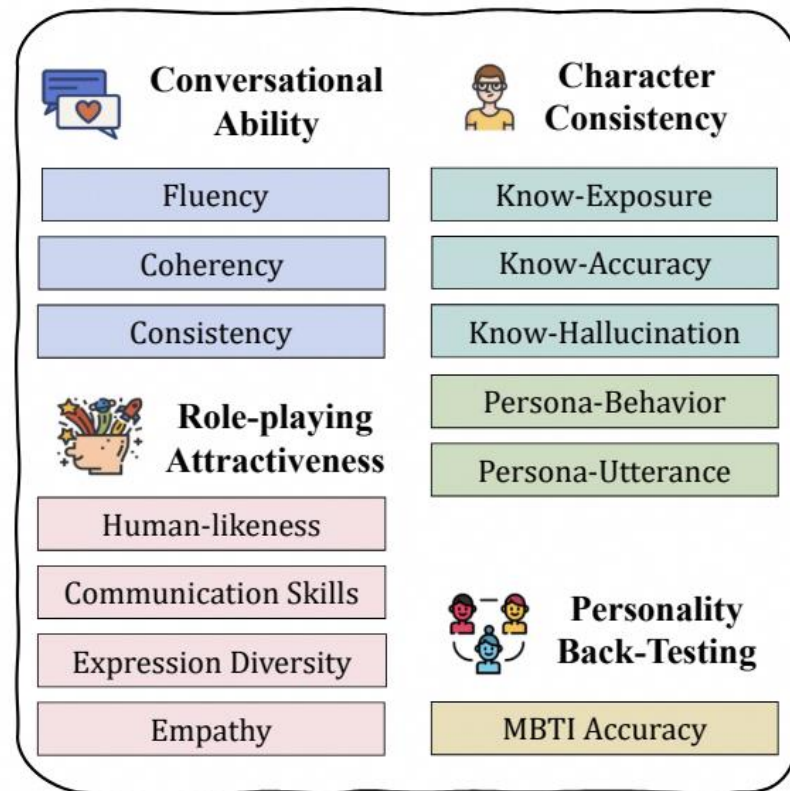 Conversational
Ability
Fluency
Coherency
Consistency
Role-playing
Attractiveness
Human-likeness
Communication Skills
Expression Diversity
Empathy
Character
Consistency
Know-Exposure
Know-Accuracy
Know-Hallucination
Persona-Behavior
Persona-Utterance
Personality
Back-Testing
MBTI Accuracy